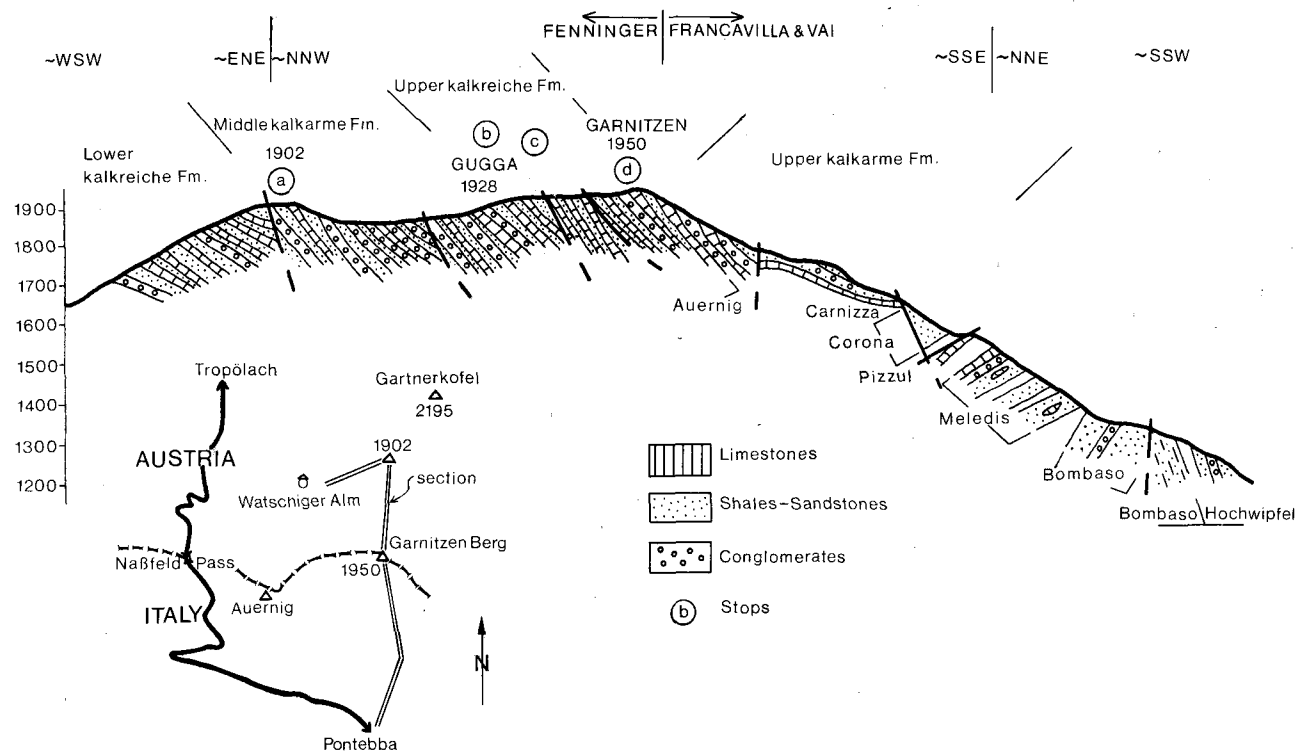 FENNINGER FRANCAVILLA & VAI
~WSW ~ENE ~NNW ~SSE ~NNE ~SSW
Upper kalkreiche Fm.
Middle kalkarme Fm.
GARNITZEN
1950
b c
Lower
kalkreiche Fm.
1902
a
GUGGA
1928
d
Upper kalkarme Fm.
1900
1800
1700
1600
1500
1400
1300
1200
Auernig
Carnizza
Corona
Pizzul
Meledis
Bombaso
Bombaso Hochwipfel
Tropölach
Gartnerkofel
2195
AUSTRIA
1902
Watschiger Alm
section
Naßfeld Pass
Garnitzen Berg
1950
Auernig
ITALY
N
Pontebba
Limestones
Shales-Sandstones
Conglomerates
b Stops